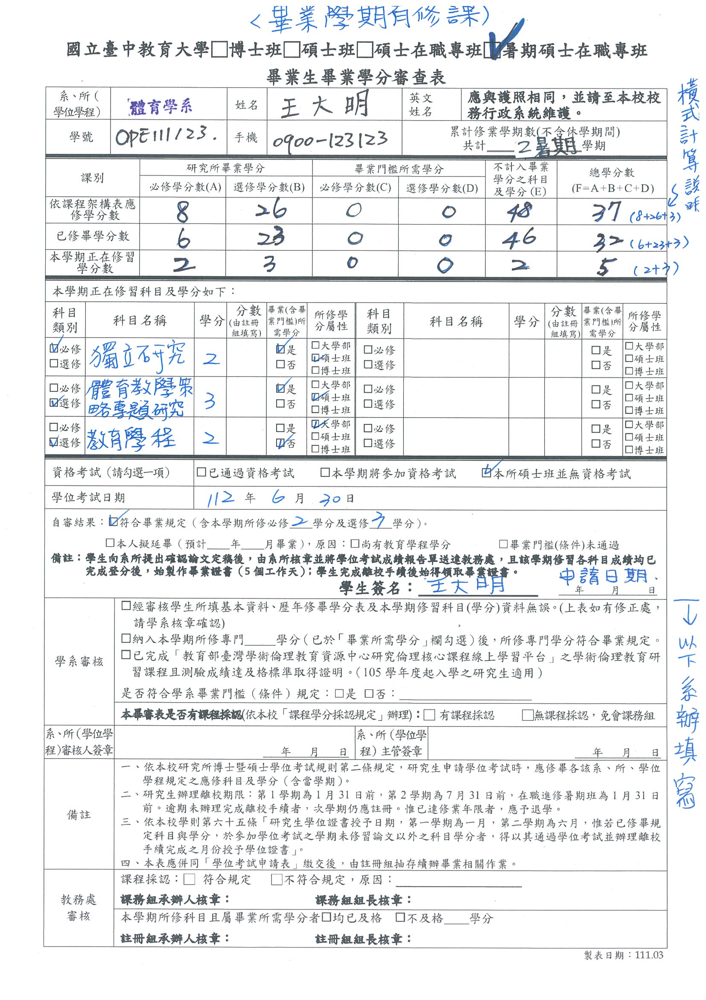 <畢業學期有修課>
國立臺中教育大學□博士班□碩士班□碩士在職專班☑暑期碩士在職專班
畢業生畢業學分審查表
系、所(學位學程) 體育學系 姓名 王大明 英文姓名 應與護照相同，並請至本校校務行政系統維護。
學號 OPE111123. 手機 0900-123123 累計修業學期數(不含休學期間)
共計 2暑期 學期
橫式計算說明
課別 研究所畢業學分 畢業門檻所需學分 不計入畢業學分之科目及學分(E) 總學分數(F=A+B+C+D)
必修學分數(A) 選修學分數(B) 必修學分數(C) 選修學分數(D)
依課程架構表應修學分數 8 26 0 0 48 37 (8+26+3)
已修畢學分數 6 23 0 0 46 32 (6+23+3)
本學期正在修習學分數 2 3 0 0 2 5 (2+3)
本學期正在修習科目及學分如下：
科目類別 科目名稱 學分 分數(由註冊組填寫) 畢業(含畢業門檻)所需學分 所修學分屬性 科目類別 科目名稱 學分 分數(由註冊組填寫) 畢業(含畢業門檻)所需學分 所修學分屬性
☑必修 □選修 獨立研究 2 ☑是 □否 □大學部 ☑碩士班 □博士班 □必修 □選修 □是 □否 □大學部 □碩士班 □博士班
□必修 ☑選修 體育教學策略專題研究 3 ☑是 □否 □大學部 ☑碩士班 □博士班 □必修 □選修 □是 □否 □大學部 □碩士班 □博士班
□必修 ☑選修 教育學程 2 □是 ☑否 ☑大學部 □碩士班 □博士班 □必修 □選修 □是 □否 □大學部 □碩士班 □博士班
資格考試（請勾選一項） □已通過資格考試 □本學期將參加資格考試 ☑本所碩士班並無資格考試
學位考試日期 112 年 6 月 30 日
自審結果：☑符合畢業規定（含本學期所修必修 2 學分及選修 3 學分）。
□本人擬延畢（預計____年____月畢業），原因：□尚有教育學程學分 □畢業門檻(條件)未通過
備註：學生向系所提出確認論文定稿後，由系所核章並將學位考試成績報告單送達教務處，且該學期修習各科目成績均已
完成登分後，始製作畢業證書（5 個工作天）；學生完成離校手續後始得領取畢業證書。
學生簽名：王大明 申請日期.
年 月 日
↓以下系辦填寫
學系審核
□經審核學生所填基本資料、歷年修畢學分表及本學期修習科目(學分)資料無誤。(上表如有修正處，
請學系核章確認)
□納入本學期所修專門_____學分（已於「畢業所需學分」欄勾選）後，所修專門學分符合畢業規定。
□已完成「教育部臺灣學術倫理教育資源中心研究倫理核心課程線上學習平台」之學術倫理教育研
習課程且測驗成績達及格標準取得證明。（105 學年度起入學之研究生適用）
是否符合學系畢業門檻（條件）規定：□是 □否：
本畢審表是否有課程採認(依本校「課程學分採認規定」辦理)：□ 有課程採認 □無課程採認，免會課務組
系、所（學位學程）審核人簽章 年 月 日 系、所（學位學程）主管簽章 年 月 日
備註
一、依本校研究所博士暨碩士學位考試規則第二條規定，研究生申請學位考試時，應修畢各該系、所、學位
學程規定之應修科目及學分（含當學期）。
二、研究生辦理離校期限：第 1 學期為 1 月 31 日前，第 2 學期為 7 月 31 日前，在職進修暑期班為 1 月 31 日
前。逾期未辦理完成離校手續者，次學期仍應註冊。惟已達修業年限者，應予退學。
三、依本校學則第六十五條「研究生學位證書授予日期，第一學期為一月，第二學期為六月，惟若已修畢規
定科目與學分，於參加學位考試之學期未修習論文以外之科目學分者，得以其通過學位考試並辦理離校
手續完成之月份授予學位證書」。
四、本表應併同「學位考試申請表」繳交後，由註冊組抽存續辦畢業相關作業。
教務處審核
課程採認：□ 符合規定 □不符合規定，原因：
課務組承辦人核章： 課務組組長核章：
本學期所修科目且屬畢業所需學分者□均已及格 □不及格____學分
註冊組承辦人核章： 註冊組組長核章：
製表日期：111.03